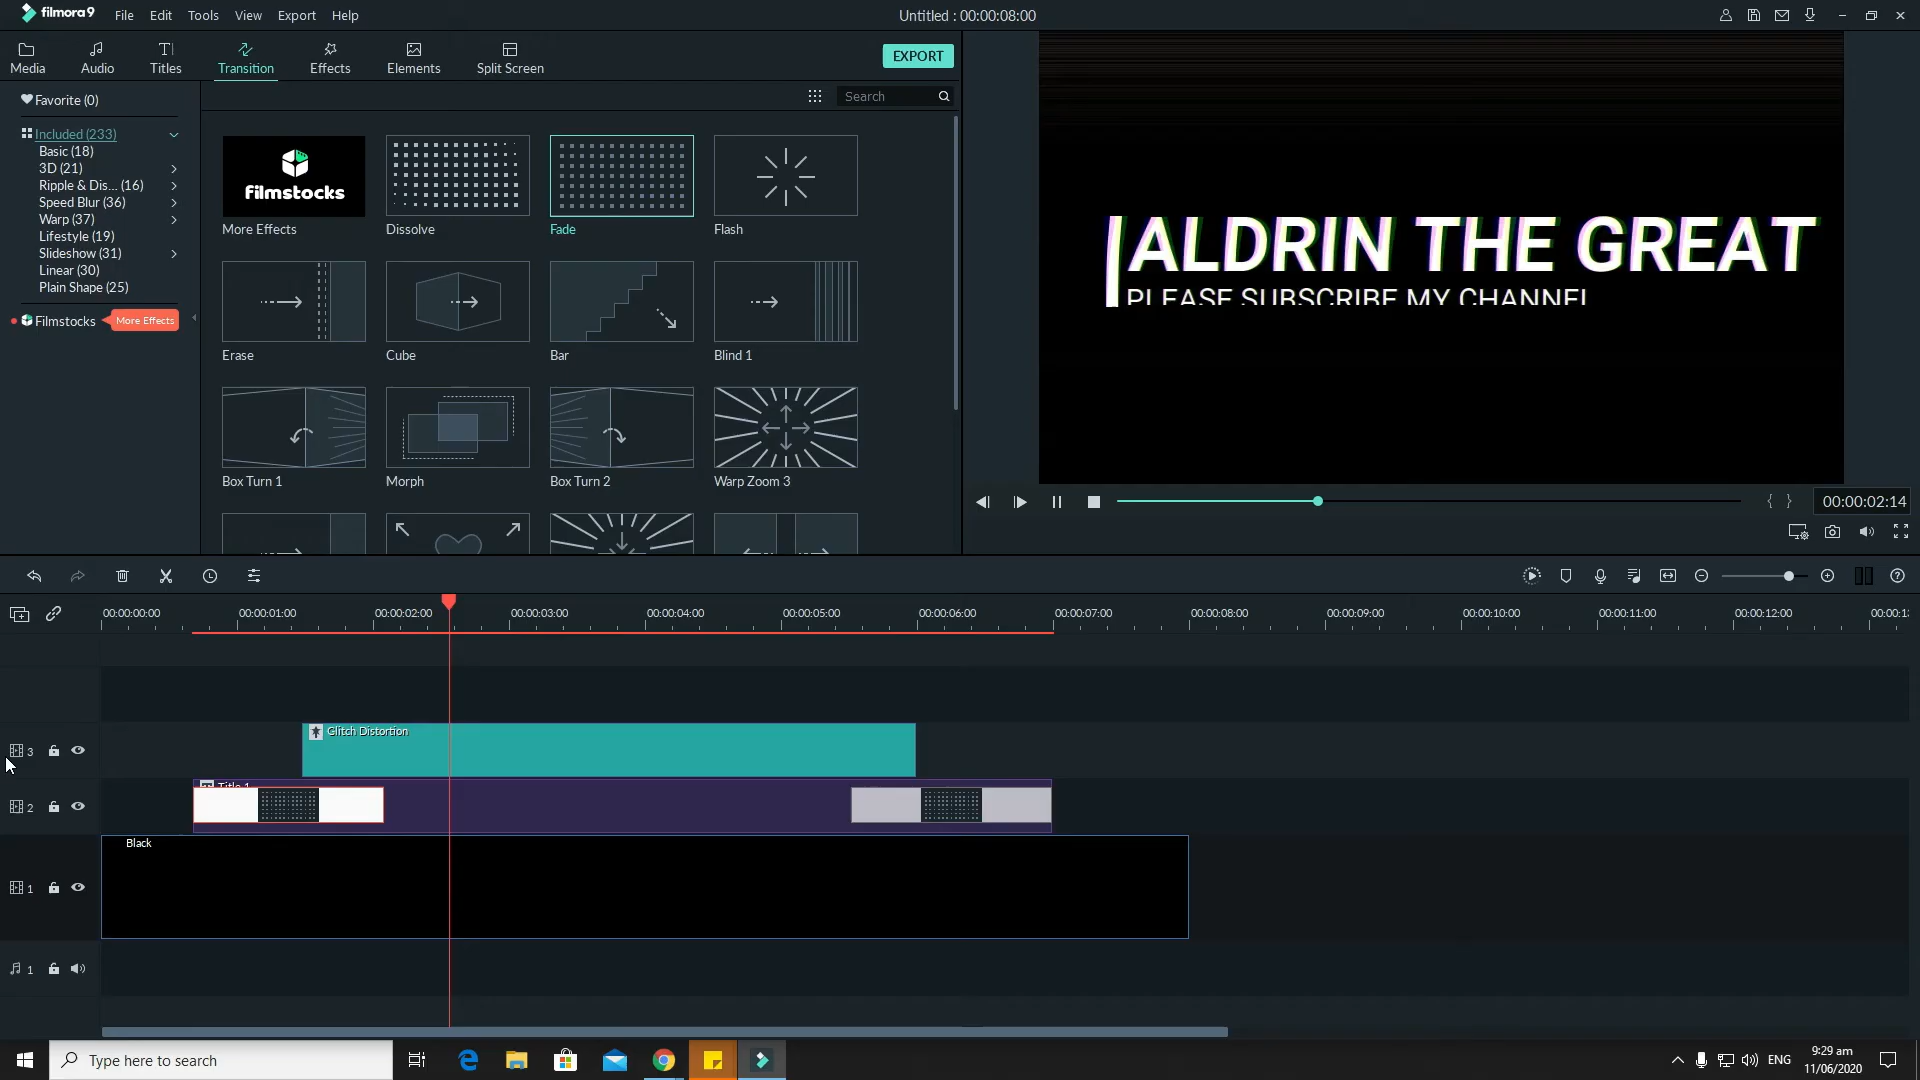 filmora9 File Edit Tools View Export Help Untitled : 00:00:08:00
Media Audio Titles Transition Effects Elements Split Screen EXPORT
Favorite (0)
Search
Included (233)
Basic (18)
3D (21)
Ripple & Dis... (16)
Speed Blur (36)
Warp (37)
Lifestyle (19)
Slideshow (31)
Linear (30)
Plain Shape (25)
Filmstocks More Effects
filmstocks
More Effects Dissolve Fade Flash
Erase Cube Bar Blind 1
Box Turn 1 Morph Box Turn 2 Warp Zoom 3
ALDRIN THE GREAT
PLEASE SUBSCRIBE MY CHANNEL
00:00:02:14
00:00:00:00 00:00:01:00 00:00:02:00 00:00:03:00 00:00:04:00 00:00:05:00 00:00:06:00 00:00:07:00 00:00:08:00 00:00:09:00 00:00:10:00 00:00:11:00 00:00:12:00
3
Glitch Distortion
2
Title 1
Black
1
1
Type here to search
ENG
9:29 am
11/06/2020